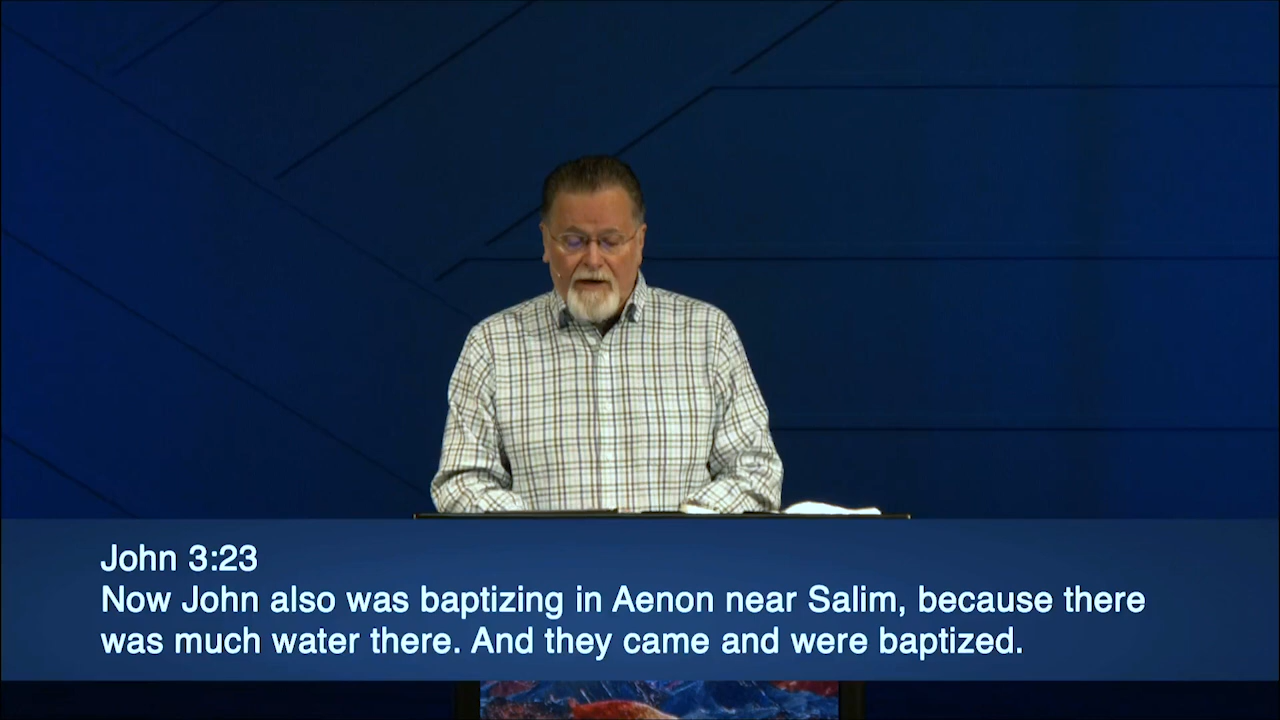 John 3:23
Now John also was baptizing in Aenon near Salim, because there
was much water there. And they came and were baptized.